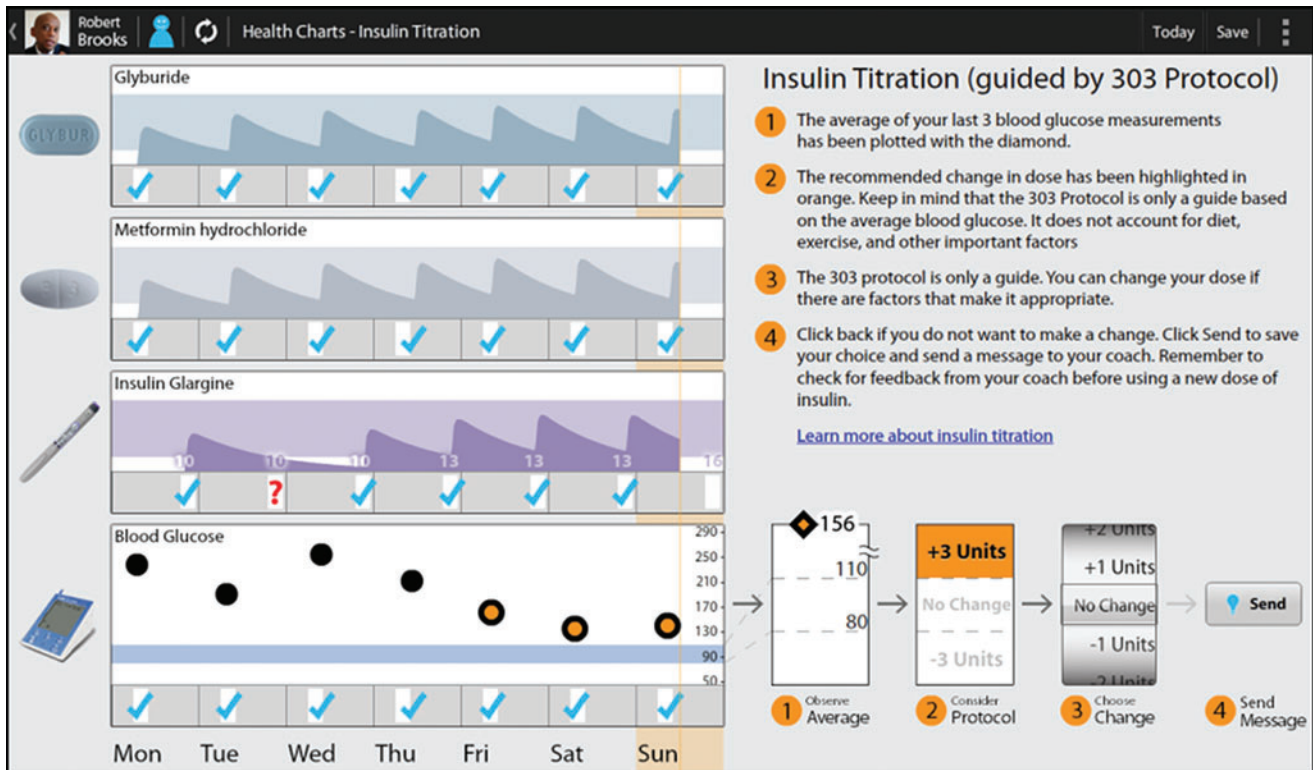 Robert
Brooks
Health Charts - Insulin Titration
Today
Save
GLYBUR
Glyburide
Metformin hydrochloride
Insulin Glargine
10
10
10
13
13
13
16
?
Blood Glucose
290
250
210
170
130
90
50
Mon
Tue
Wed
Thu
Fri
Sat
Sun
Insulin Titration (guided by 303 Protocol)
1
The average of your last 3 blood glucose measurements
has been plotted with the diamond.
2
The recommended change in dose has been highlighted in
orange. Keep in mind that the 303 Protocol is only a guide based
on the average blood glucose. It does not account for diet,
exercise, and other important factors
3
The 303 protocol is only a guide. You can change your dose if
there are factors that make it appropriate.
4
Click back if you do not want to make a change. Click Send to save
your choice and send a message to your coach. Remember to
check for feedback from your coach before using a new dose of
insulin.
Learn more about insulin titration
156
110
80
+3 Units
No Change
-3 Units
+2 Units
+1 Units
No Change
-1 Units
-2 Units
Send
1 Observe
Average
2 Consider
Protocol
3 Choose
Change
4 Send
Message